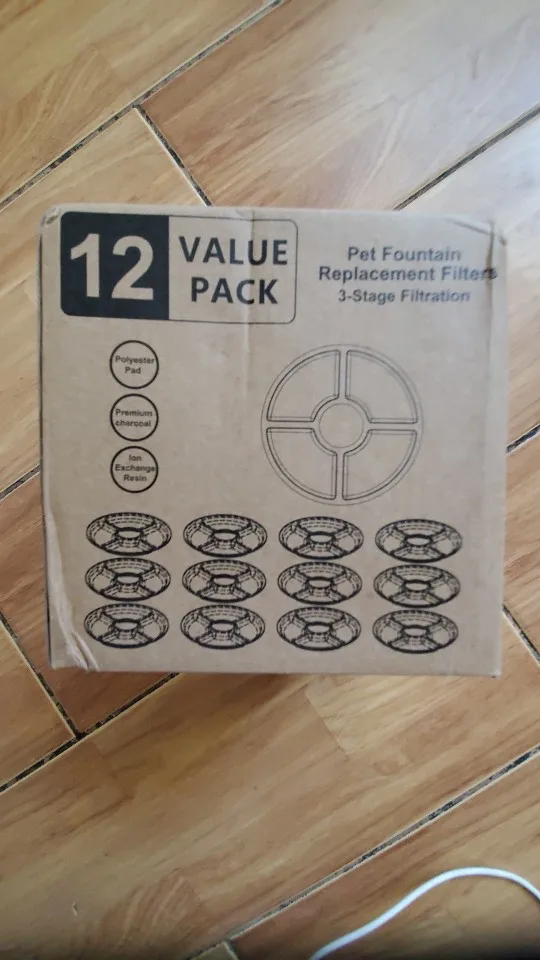 12
VALUE
PACK
Pet Fountain
Replacement Filters
3-Stage Filtration
Polyester
Pad
Premium
charcoal
Ion
Exchange
Resin